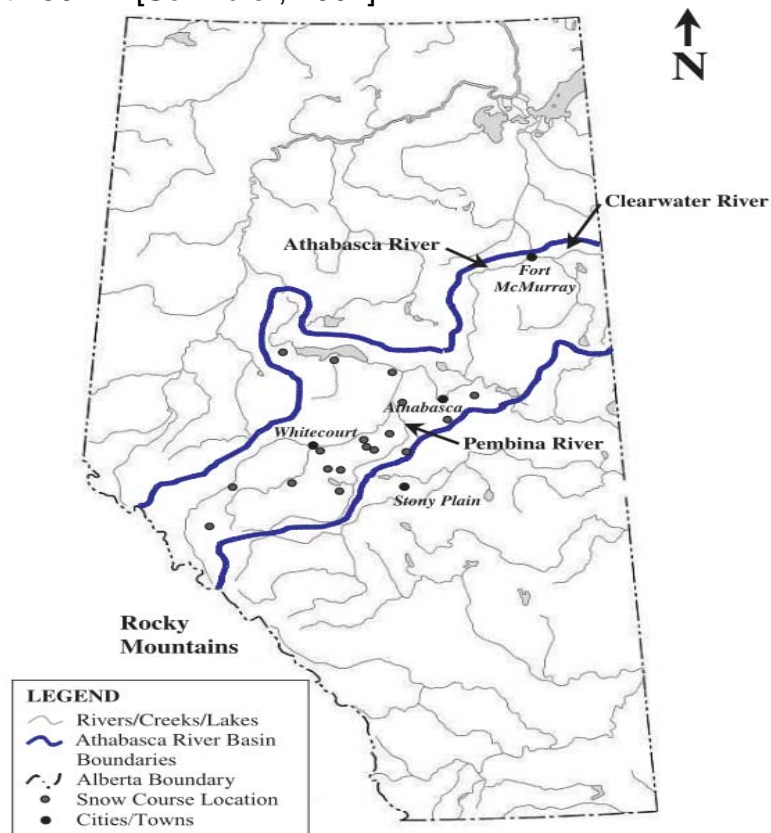 N
Clearwater River
Athabasca River
Fort
McMurray
Athabasca
Whitecourt
Pembina River
Stony Plain
Rocky
Mountains
LEGEND
Rivers/Creeks/Lakes
Athabasca River Basin
Boundaries
Alberta Boundary
Snow Course Location
Cities/Towns